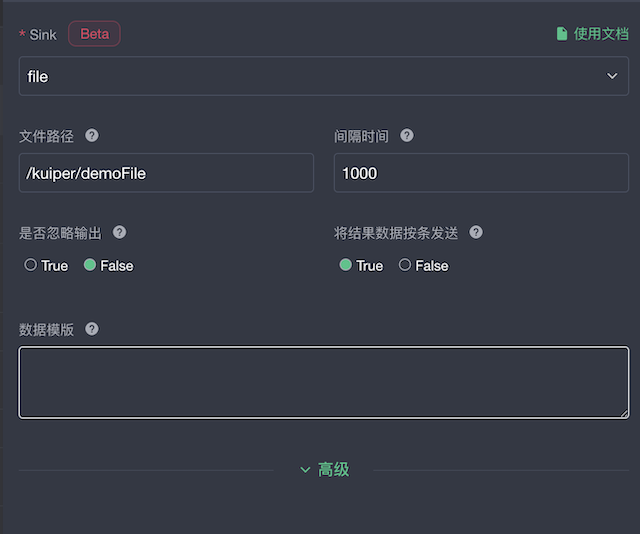 * Sink Beta 使用文档
file
文件路径 ? 间隔时间 ?
/kuiper/demoFile 1000
是否忽略输出 ? 将结果数据按条发送 ?
True False True False
数据模版 ?
高级